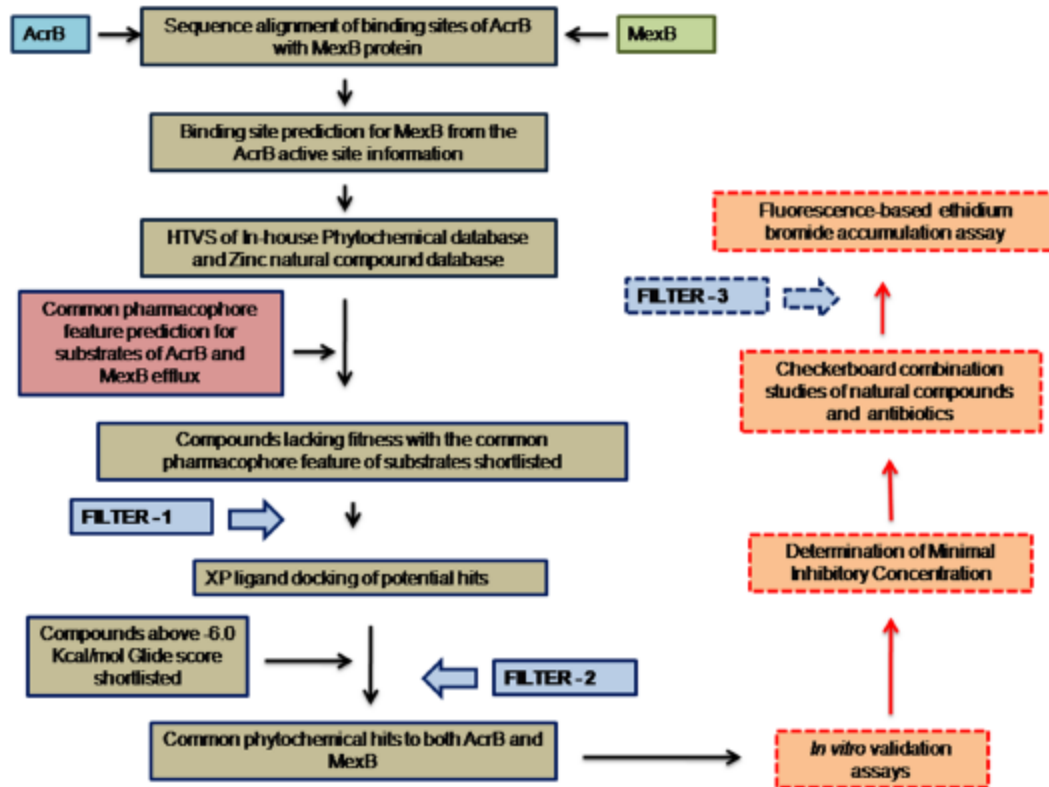 AcrB
Sequence alignment of binding sites of AcrB
with MexB protein
MexB
Binding site prediction for MexB from the
AcrB active site information
HTVS of In-house Phytochemical database
and Zinc natural compound database
Common pharmacophore
feature prediction for
substrates of AcrB and
MexB efflux
Compounds lacking fitness with the common
pharmacophore feature of substrates shortlisted
FILTER - 1
XP ligand docking of potential hits
Compounds above -6.0
Kcal/mol Glide score
shortlisted
FILTER - 2
Common phytochemical hits to both AcrB and
MexB
In vitro validation
assays
Determination of Minimal
Inhibitory Concentration
Checkerboard combination
studies of natural compounds
and antibiotics
FILTER - 3
Fluorescence-based ethidium
bromide accumulation assay